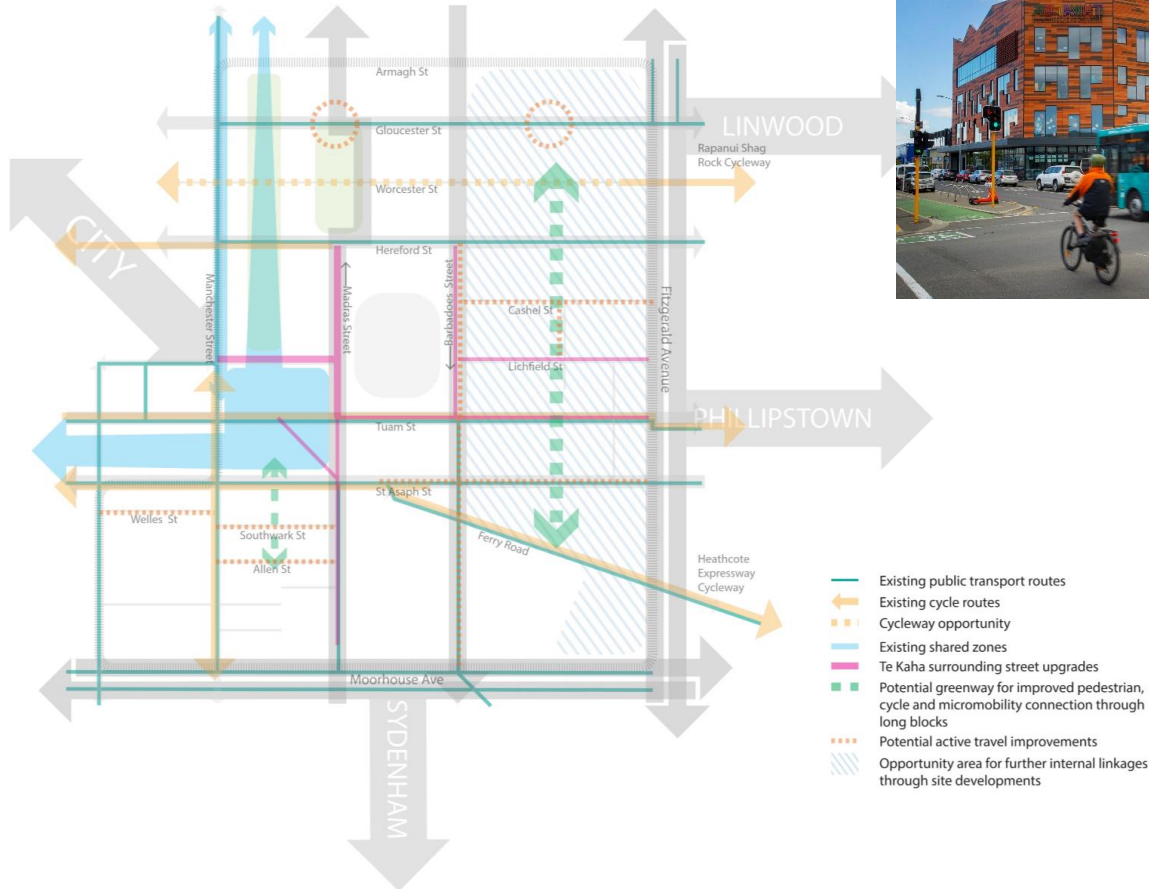 Armagh St
Gloucester St
LINWOOD
Rapanui Shag
Rock Cycleway
Worcester St
CITY
Hereford St
Manchester Street
Madras Street
Barbadoes Street
Cashel St
Fitzgerald Avenue
Lichfield St
PHILLIPSTOWN
Tuam St
St Asaph St
Welles St
Southwark St
Ferry Road
Allen St
Heathcote
Expressway
Cycleway
Moorhouse Ave
SYDENHAM
Existing public transport routes
Existing cycle routes
Cycleway opportunity
Existing shared zones
Te Kaha surrounding street upgrades
Potential greenway for improved pedestrian,
cycle and micromobility connection through
long blocks
Potential active travel improvements
Opportunity area for further internal linkages
through site developments